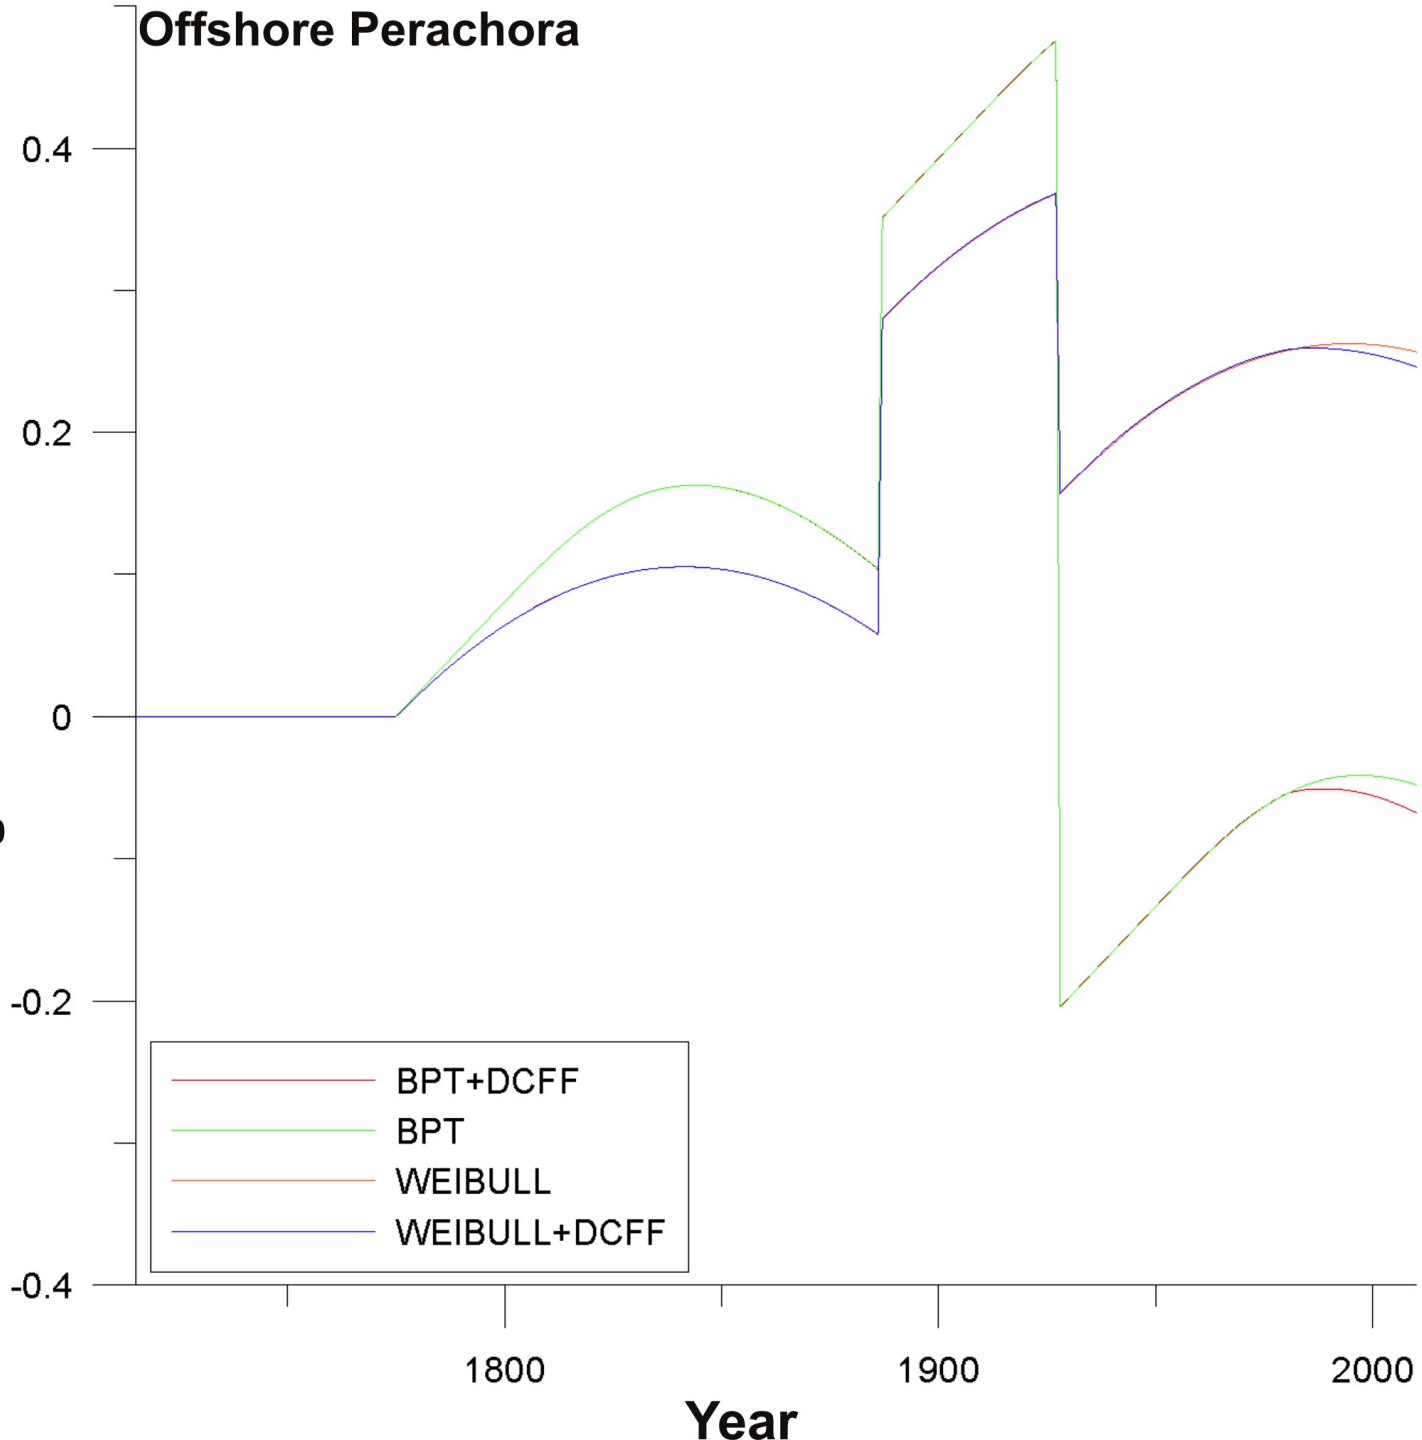 Offshore Perachora
0.4
0.2
0
-0.2
-0.4
BPT+DCFF
BPT
WEIBULL
WEIBULL+DCFF
1800 1900 2000
Year